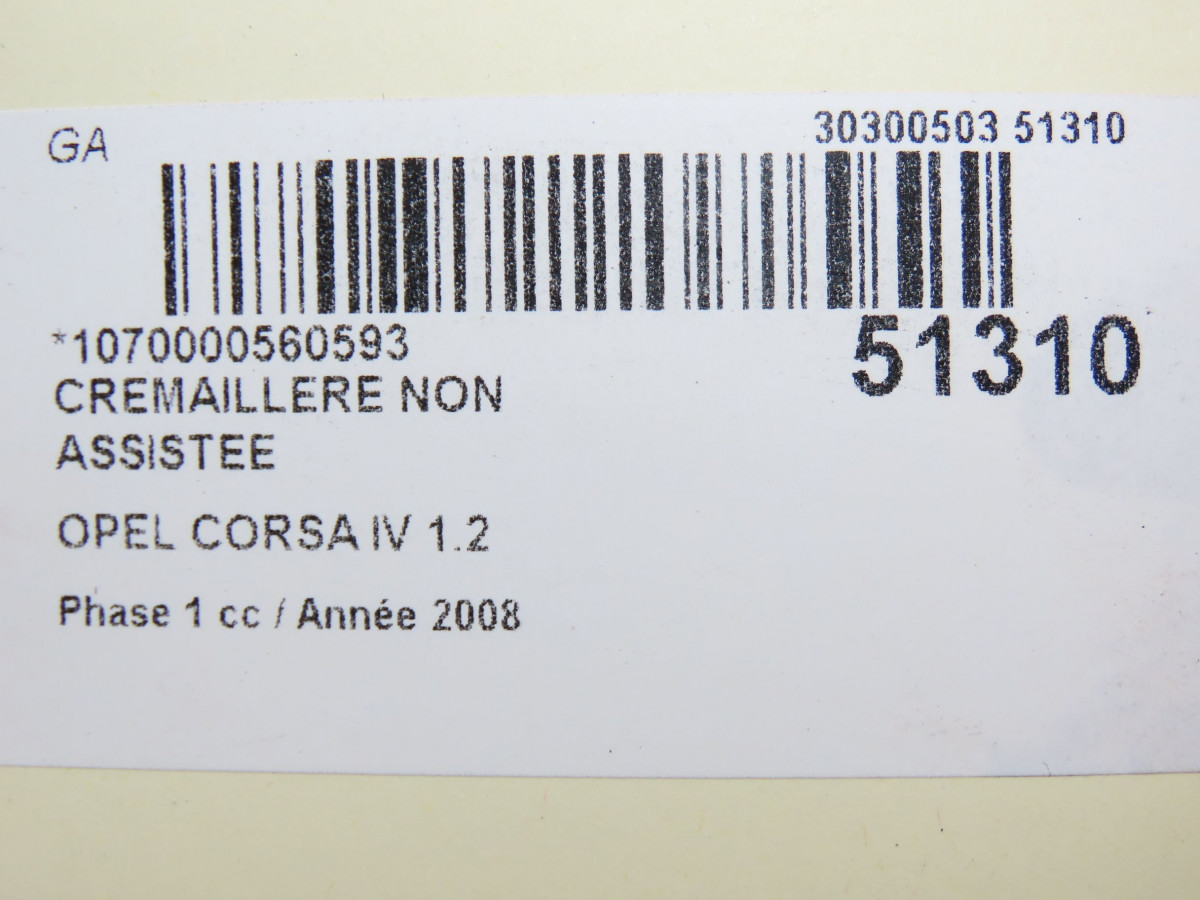 GA
30300503 51310
*1070000560593
51310
CREMAILLERE NON
ASSISTEE
OPEL CORSA IV 1.2
Phase 1 cc / Année 2008